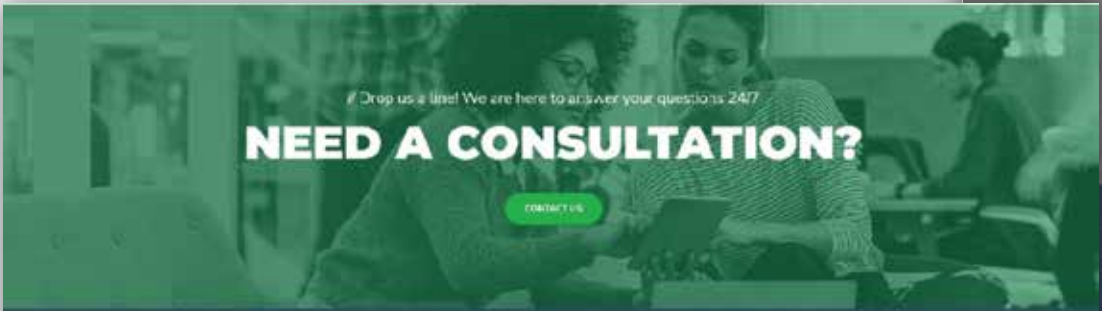 // Drop us a line! We are here to answer your questions 24/7
NEED A CONSULTATION?
CONTACT US